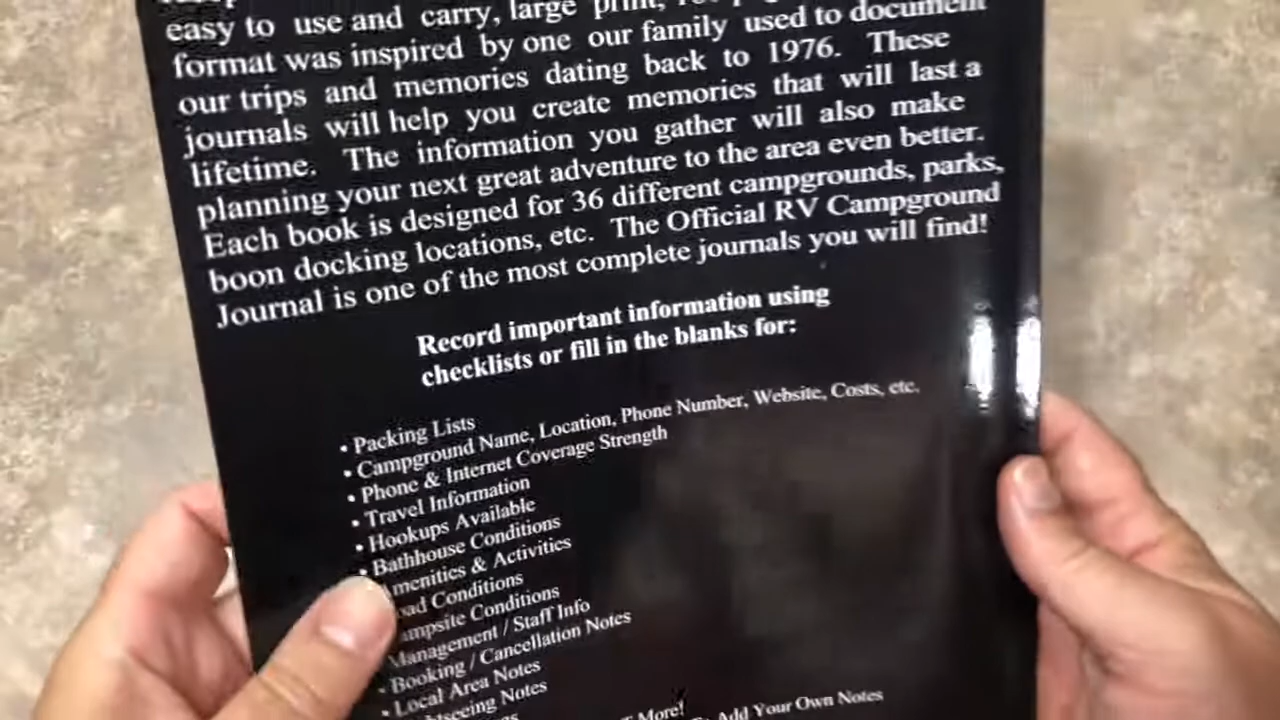 easy to use and carry, large print,
format was inspired by one our family used to document
our trips and memories dating back to 1976. These
journals will help you create memories that will last a
lifetime. The information you gather will also make
planning your next great adventure to the area even better.
Each book is designed for 36 different campgrounds, parks,
boon docking locations, etc. The Official RV Campground
Journal is one of the most complete journals you will find!
Record important information using
checklists or fill in the blanks for:
• Packing Lists
• Campground Name, Location, Phone Number, Website, Costs, etc.
• Phone & Internet Coverage Strength
• Travel Information
• Hookups Available
• Bathhouse Conditions
menities & Activities
ad Conditions
ampsite Conditions
Management / Staff Info
• Booking / Cancellation Notes
• Local Area Notes
htseeing Notes
More!
Add Your Own Notes